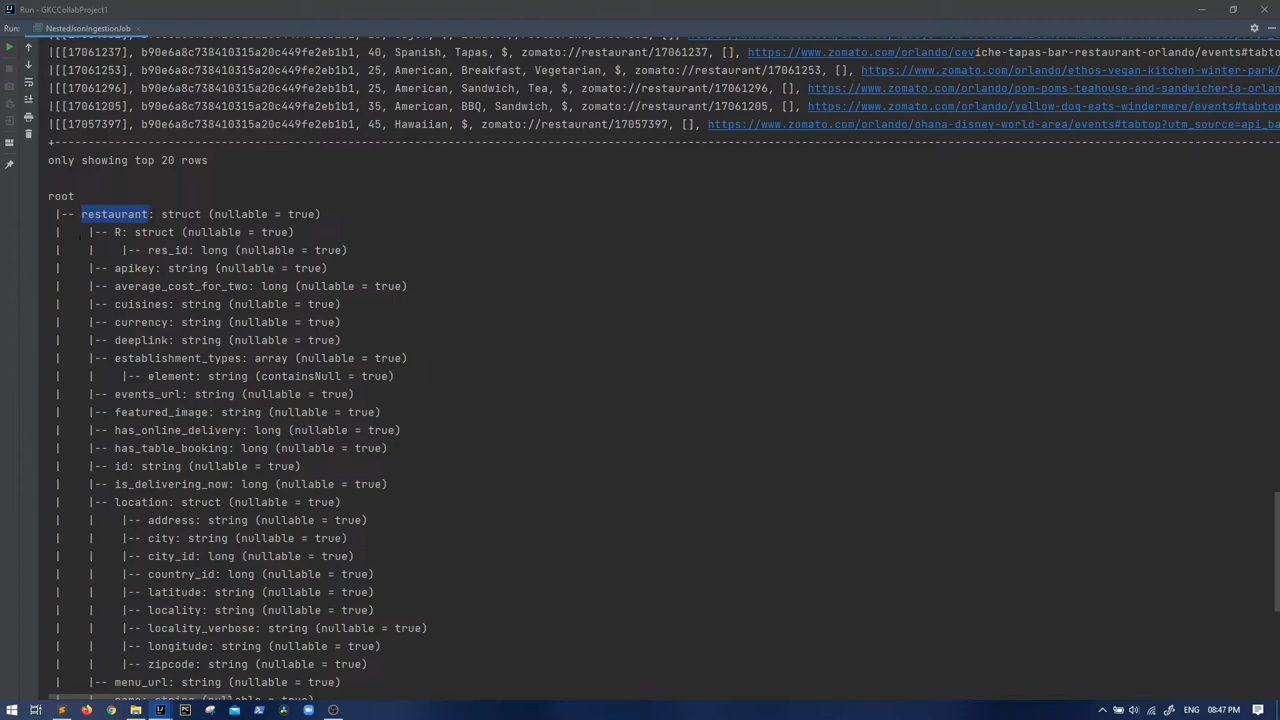 Run - GKCCollabProject1
Run: NestedJsonIngestionJob
|[[17061237], b90e6a8c738410315a20c449fe2eb1b1, 40, Spanish, Tapas, $, zomato://restaurant/17061237, [], https://www.zomato.com/orlando/ceviche-tapas-bar-restaurant-orlando/events#tabtop
|[[17061253], b90e6a8c738410315a20c449fe2eb1b1, 25, American, Breakfast, Vegetarian, $, zomato://restaurant/17061253, [], https://www.zomato.com/orlando/ethos-vegan-kitchen-winter-park/
|[[17061296], b90e6a8c738410315a20c449fe2eb1b1, 25, American, Sandwich, Tea, $, zomato://restaurant/17061296, [], https://www.zomato.com/orlando/pom-poms-teahouse-and-sandwicheria-orla
|[[17061205], b90e6a8c738410315a20c449fe2eb1b1, 35, American, BBQ, Sandwich, $, zomato://restaurant/17061205, [], https://www.zomato.com/orlando/yellow-dog-eats-windermere/events#tabtop
|[[17057397], b90e6a8c738410315a20c449fe2eb1b1, 45, Hawaiian, $, zomato://restaurant/17057397, [], https://www.zomato.com/orlando/ohana-disney-world-area/events#tabtop?utm_source=api_ba
only showing top 20 rows
root
|-- restaurant: struct (nullable = true)
| |-- R: struct (nullable = true)
| | |-- res_id: long (nullable = true)
| |-- apikey: string (nullable = true)
| |-- average_cost_for_two: long (nullable = true)
| |-- cuisines: string (nullable = true)
| |-- currency: string (nullable = true)
| |-- deeplink: string (nullable = true)
| |-- establishment_types: array (nullable = true)
| | |-- element: string (containsNull = true)
| |-- events_url: string (nullable = true)
| |-- featured_image: string (nullable = true)
| |-- has_online_delivery: long (nullable = true)
| |-- has_table_booking: long (nullable = true)
| |-- id: string (nullable = true)
| |-- is_delivering_now: long (nullable = true)
| |-- location: struct (nullable = true)
| | |-- address: string (nullable = true)
| | |-- city: string (nullable = true)
| | |-- city_id: long (nullable = true)
| | |-- country_id: long (nullable = true)
| | |-- latitude: string (nullable = true)
| | |-- locality: string (nullable = true)
| | |-- locality_verbose: string (nullable = true)
| | |-- longitude: string (nullable = true)
| | |-- zipcode: string (nullable = true)
| |-- menu_url: string (nullable = true)
ENG 08:47 PM